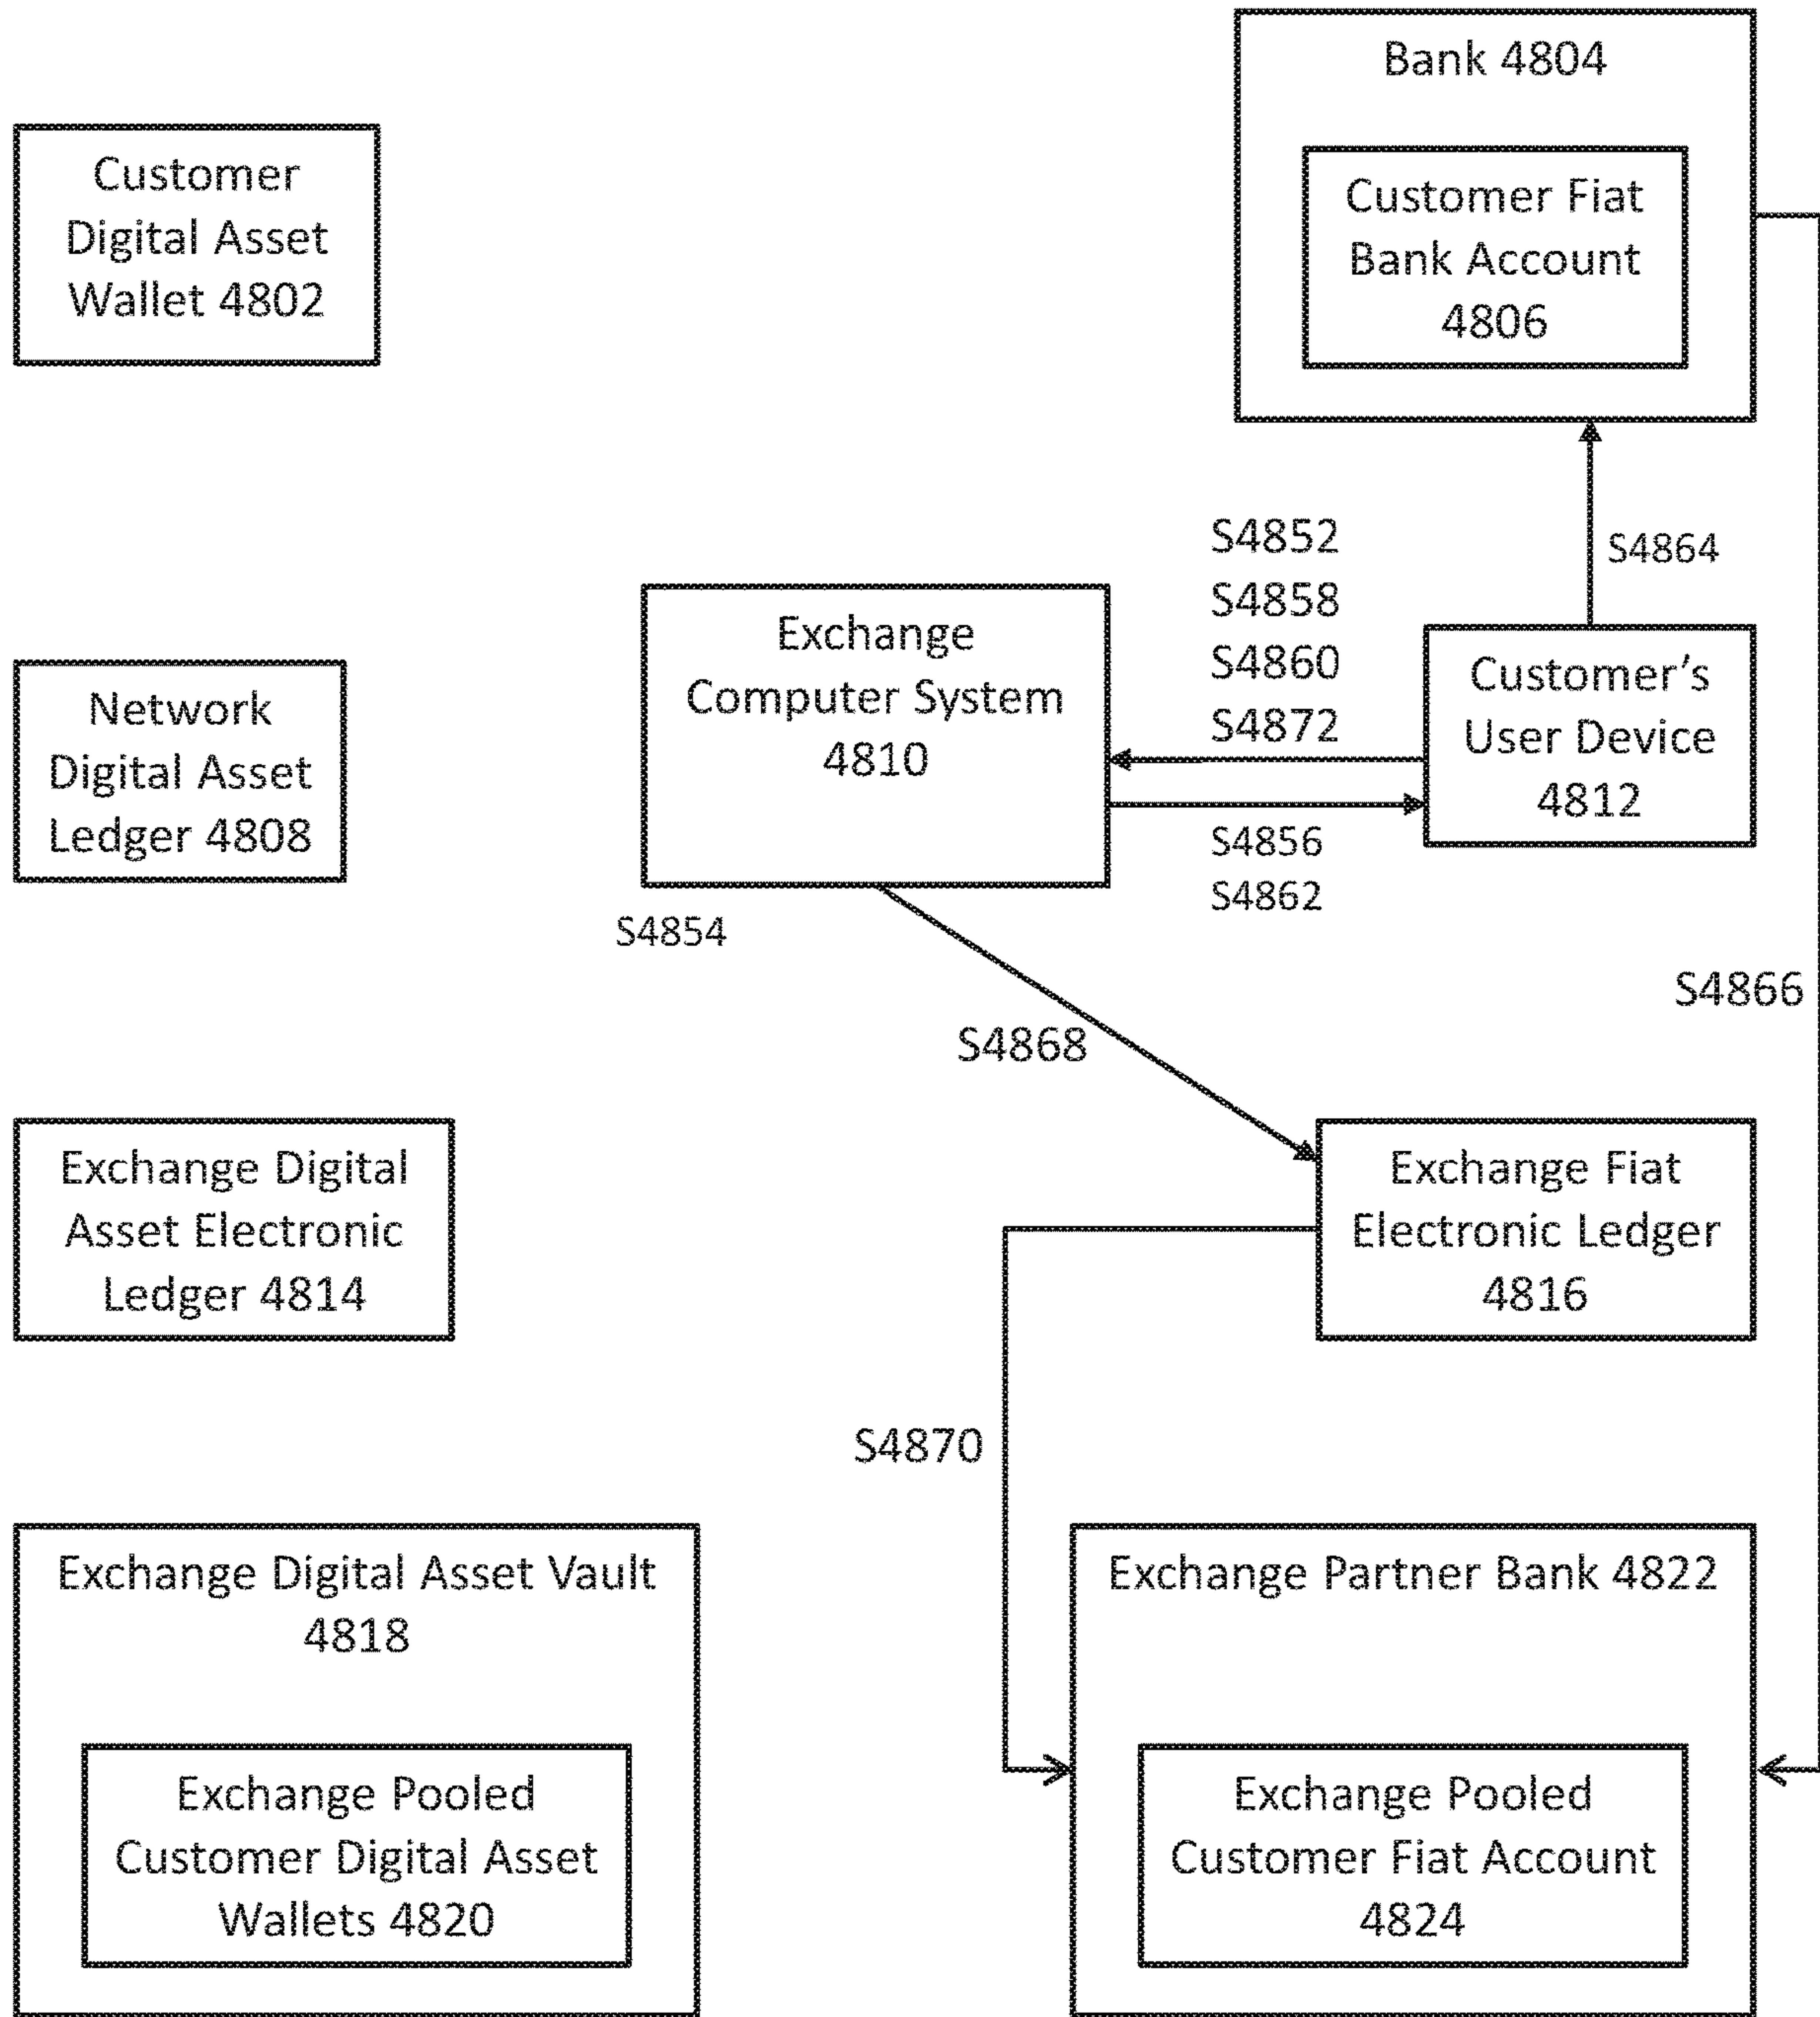 Bank 4804
Customer
Digital Asset
Wallet 4802
Customer Fiat
Bank Account
4806
S4852
S4858
S4860
S4872
S4864
Exchange
Computer System
4810
Customer's
User Device
4812
Network
Digital Asset
Ledger 4808
S4856
S4862
S4854
S4866
S4868
Exchange Digital
Asset Electronic
Ledger 4814
Exchange Fiat
Electronic Ledger
4816
S4870
Exchange Digital Asset Vault
4818
Exchange Partner Bank 4822
Exchange Pooled
Customer Digital Asset
Wallets 4820
Exchange Pooled
Customer Fiat Account
4824